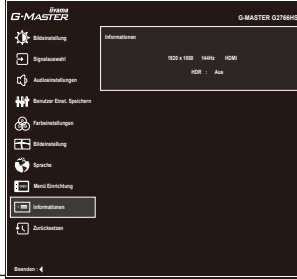 iiyama
G-MASTER
G-MASTER G2766HS
Bildeinstellung
Informationen
Signalauswahl
1920 x 1080 144Hz HDMI
HDR : Aus
Audioeinstellungen
Benutzer Einst. Speichern
Farbeinstellungen
Bildeinstellung
Sprache
Menü Einrichtung
Informationen
Zurücksetzen
Beenden :